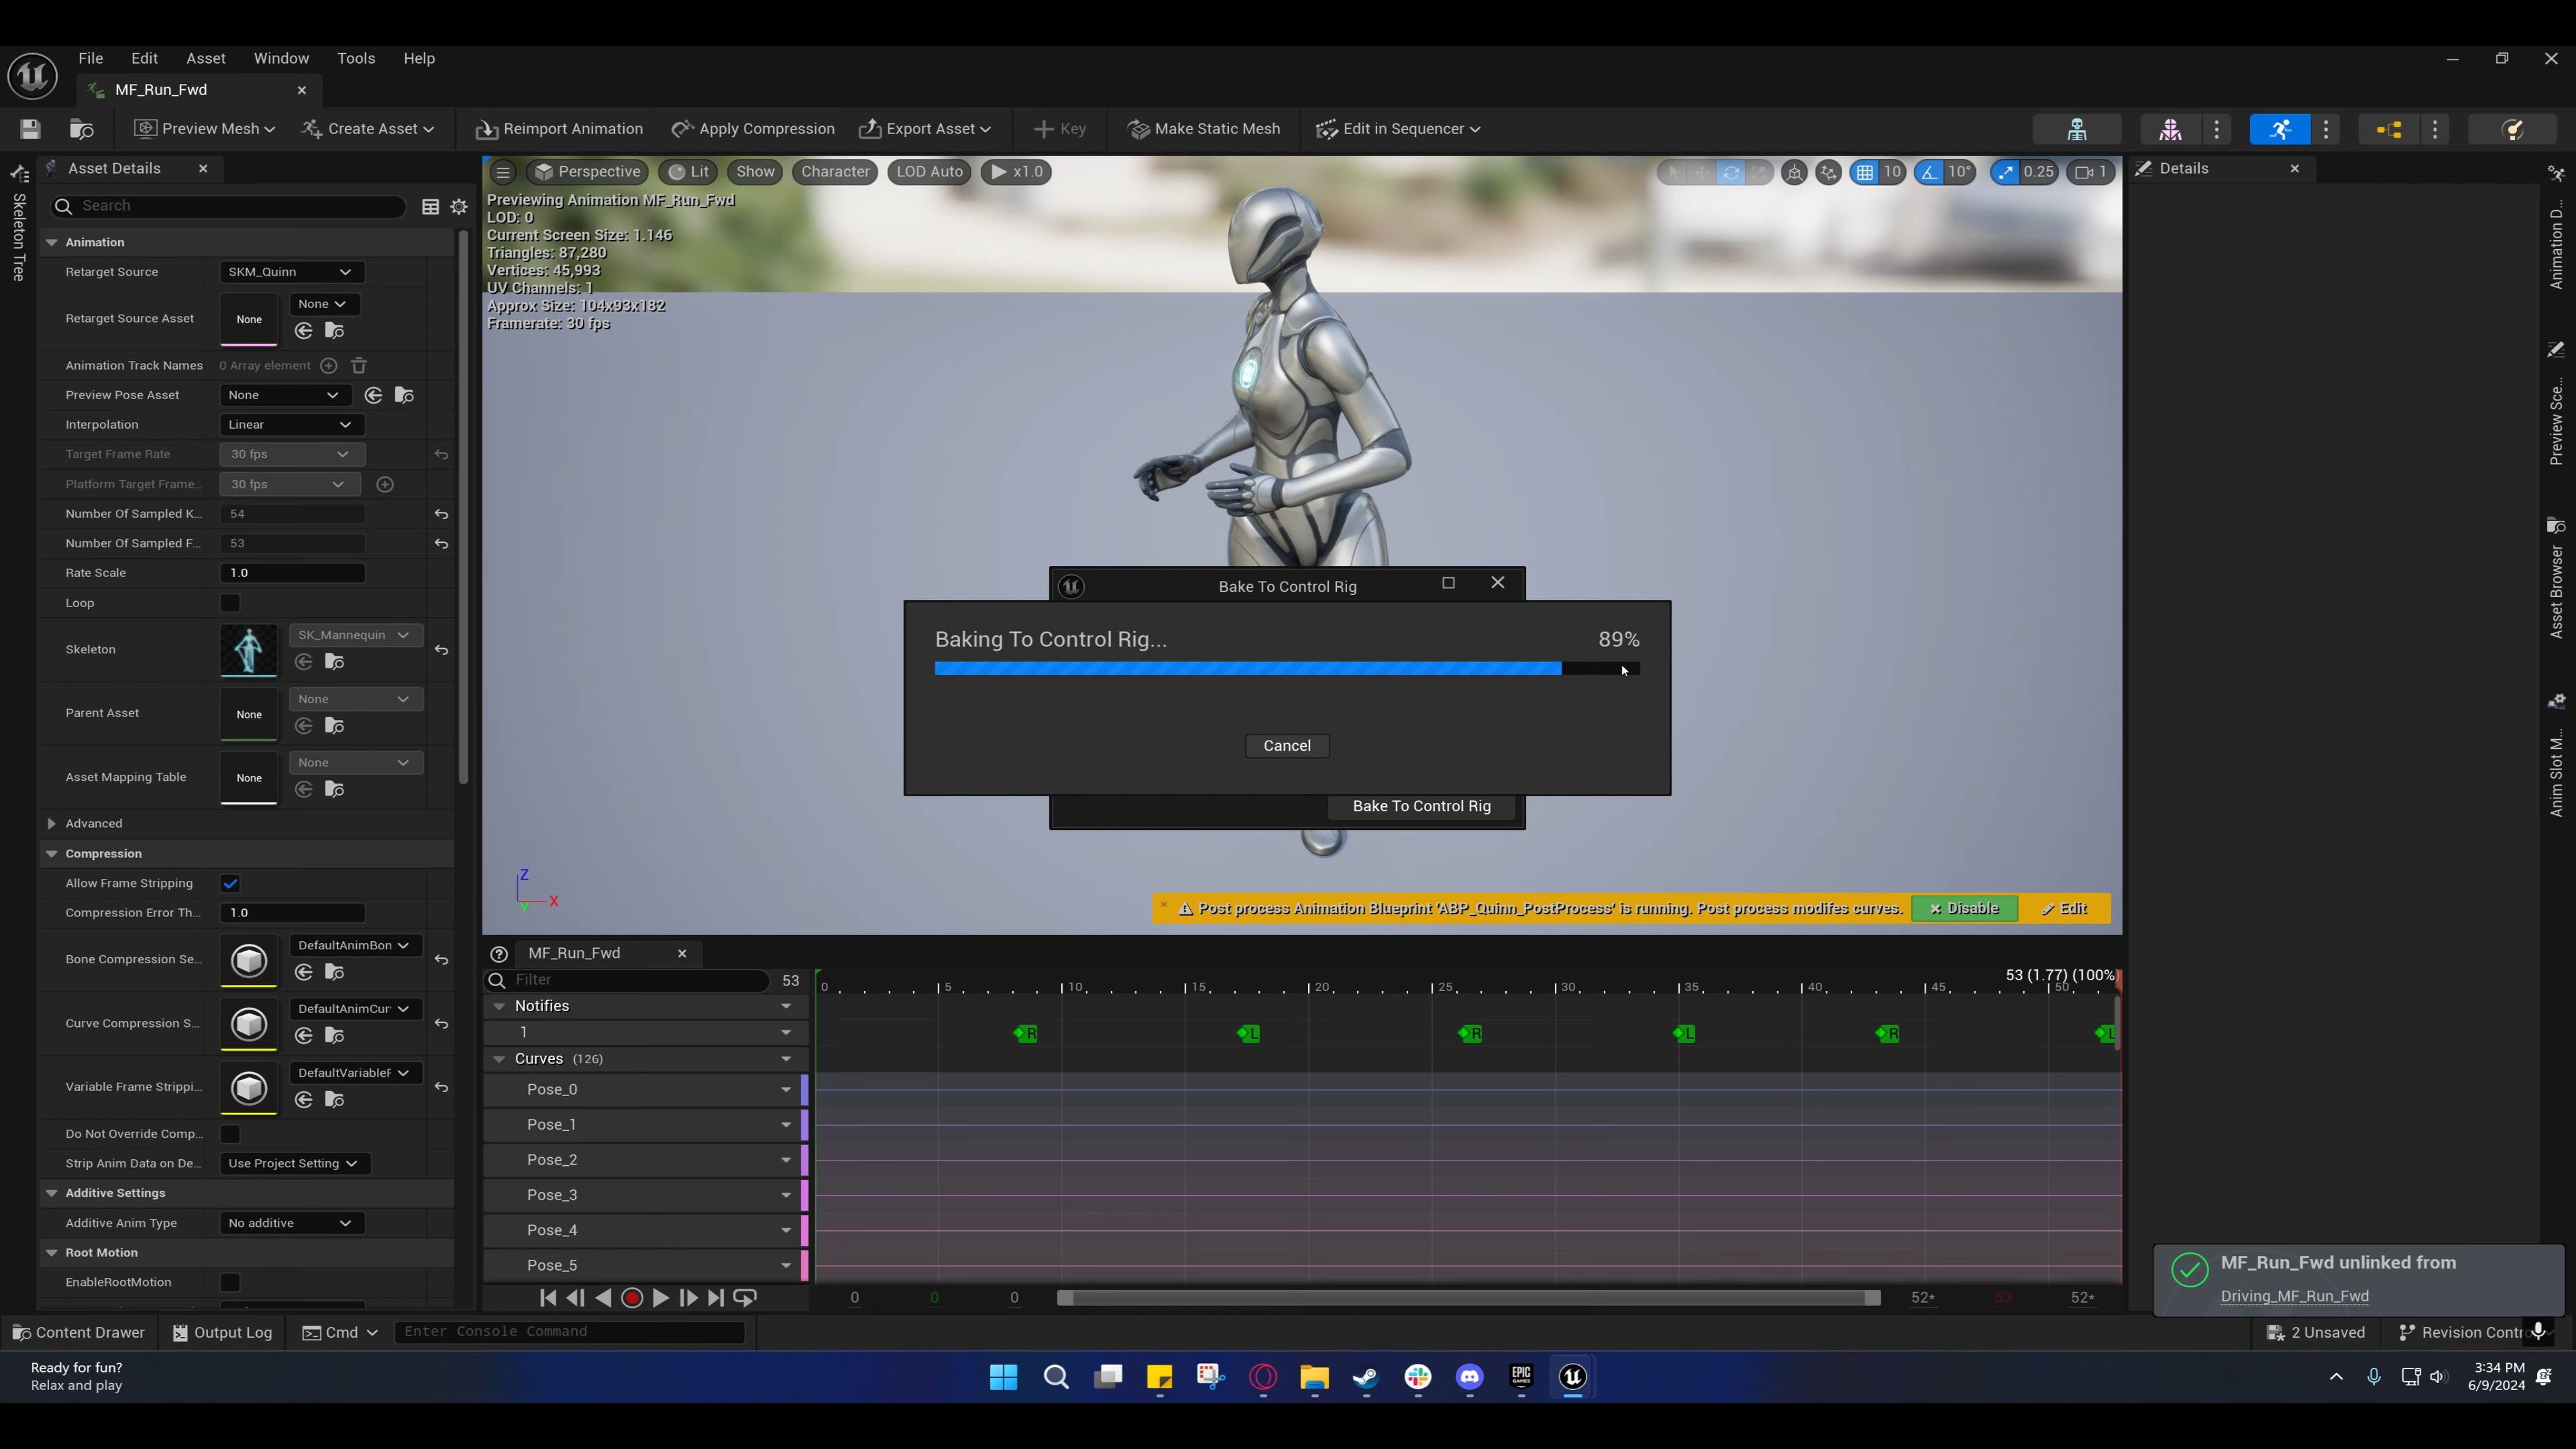 File Edit Asset Window Tools Help
MF_Run_Fwd
Preview Mesh Create Asset Reimport Animation Apply Compression Export Asset Key Make Static Mesh Edit in Sequencer
Skeleton Tree
Asset Details
Search
Animation
Retarget Source SKM_Quinn
Retarget Source Asset None None
Animation Track Names 0 Array element
Preview Pose Asset None
Interpolation Linear
Target Frame Rate 30 fps
Platform Target Frame... 30 fps
Number Of Sampled K... 54
Number Of Sampled F... 53
Rate Scale 1.0
Loop
Skeleton SK_Mannequin
Parent Asset None None
Asset Mapping Table None None
Advanced
Compression
Allow Frame Stripping
Compression Error Th... 1.0
Bone Compression Se... DefaultAnimBon
Curve Compression S... DefaultAnimCur
Variable Frame Strippi... DefaultVariableF
Do Not Override Comp...
Strip Anim Data on De... Use Project Setting
Additive Settings
Additive Anim Type No additive
Root Motion
EnableRootMotion
Perspective Lit Show Character LOD Auto x1.0
10 10° 0.25 1
Previewing Animation MF_Run_Fwd
LOD: 0
Current Screen Size: 1.146
Triangles: 87,280
Vertices: 45,993
UV Channels: 1
Approx Size: 104x93x182
Framerate: 30 fps
Bake To Control Rig
Baking To Control Rig... 89%
Cancel
Bake To Control Rig
Z
X
Y
Post process Animation Blueprint 'ABP_Quinn_PostProcess' is running. Post process modifes curves. Disable Edit
MF_Run_Fwd
Filter 53
53 (1.77) (100%)
0 5 10 15 20 25 30 35 40 45 50
Notifies
1 R L R L R L
Curves (126)
Pose_0
Pose_1
Pose_2
Pose_3
Pose_4
Pose_5
0 0 0 52* 53 52*
Details
Animation D...
Preview Sce...
Asset Browser
Anim Slot M...
MF_Run_Fwd unlinked from
Driving_MF_Run_Fwd
Content Drawer Output Log Cmd Enter Console Command 2 Unsaved Revision Contr
Ready for fun?
Relax and play
EPIC GAMES
3:34 PM
6/9/2024